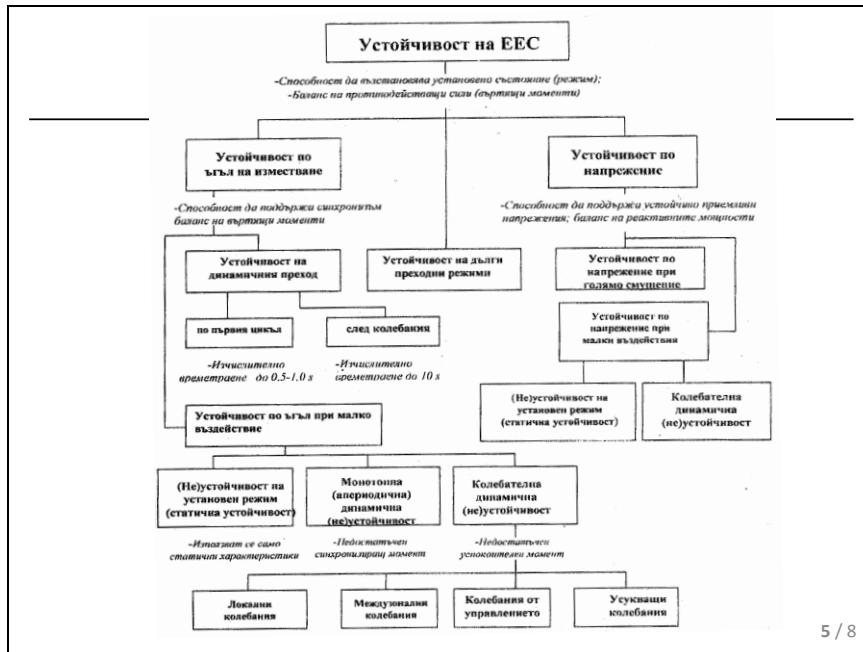 Устойчивост на ЕЕС
-Способност да възстановява установено състояние (режим);
-Баланс на противодействащи сили (въртящи моменти)
Устойчивост по
ъгъл на изместване
Устойчивост по
напрежение
-Способност да поддържа синхронизъм
баланс на въртящи моменти
-Способност да поддържа устойчиво приемливи
напрежения; баланс на реактивните мощности
Устойчивост на
динамичния преход
Устойчивост на дълги
преходни режими
Устойчивост по
напрежение при
голямо смущение
по първия цикъл
след колебания
Устойчивост по
напрежение при
малки въздействия
-Изчислително
времетраене до 0.5-1.0 s
-Изчислително
времетраене до 10 s
(Не)устойчивост на
установен режим
(статична устойчивост)
Колебателна
динамична
(не)устойчивост
Устойчивост по ъгъл при малко
въздействие
(Не)устойчивост на
установен режим
(статична устойчивост)
Монотонна
(апериодична)
динамична
(не)устойчивост
Колебателна
динамична
(не)устойчивост
-Използват се само
статични характеристики
-Недостатъчен
синхронизиращ момент
-Недостатъчен
успокоителен момент
Локални
колебания
Междузонални
колебания
Колебания от
управлението
Усукващи
колебания
5 / 8